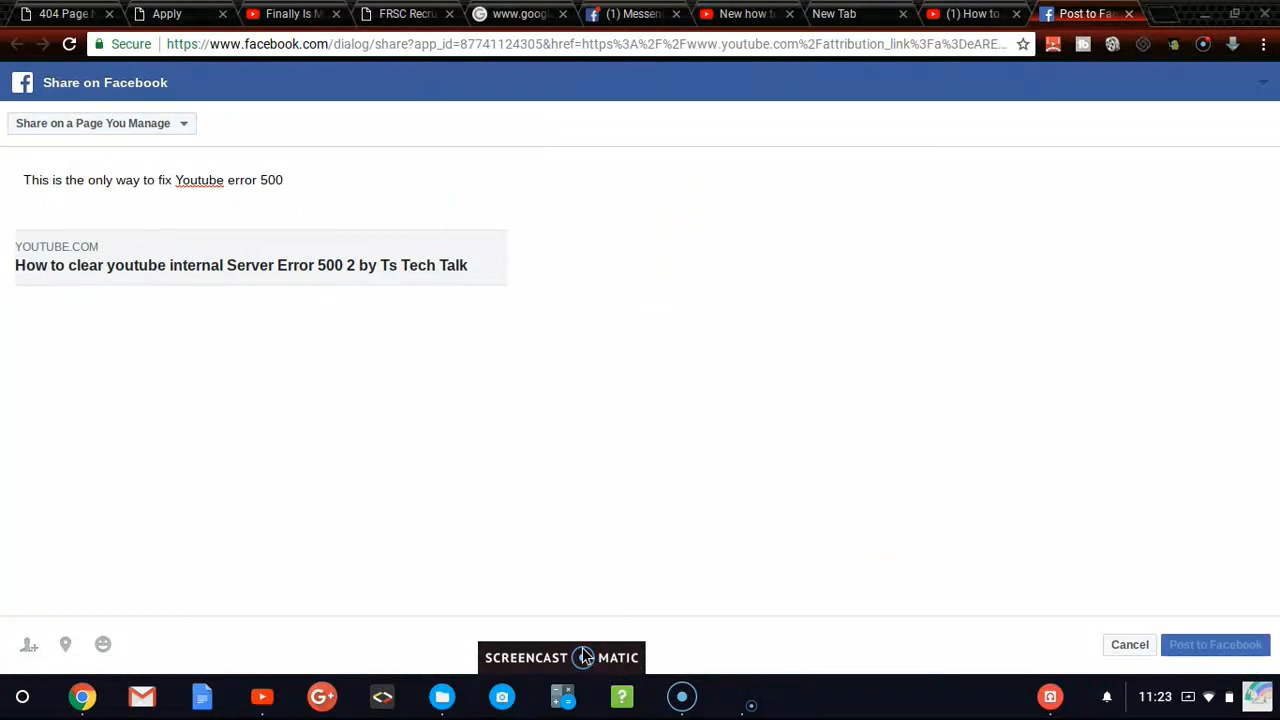 404 Page N
Apply
Finally Is M
FRSC Recru
www.googl
(1) Messen
New how to
New Tab
(1) How to
Post to Fac
Secure
https://www.facebook.com/dialog/share?app_id=87741124305&href=https%3A%2F%2Fwww.youtube.com%2Fattribution_link%3Fa%3DeARE...
Share on Facebook
Share on a Page You Manage
This is the only way to fix Youtube error 500
YOUTUBE.COM
How to clear youtube internal Server Error 500 2 by Ts Tech Talk
Cancel
Post to Facebook
SCREENCAST MATIC
11:23